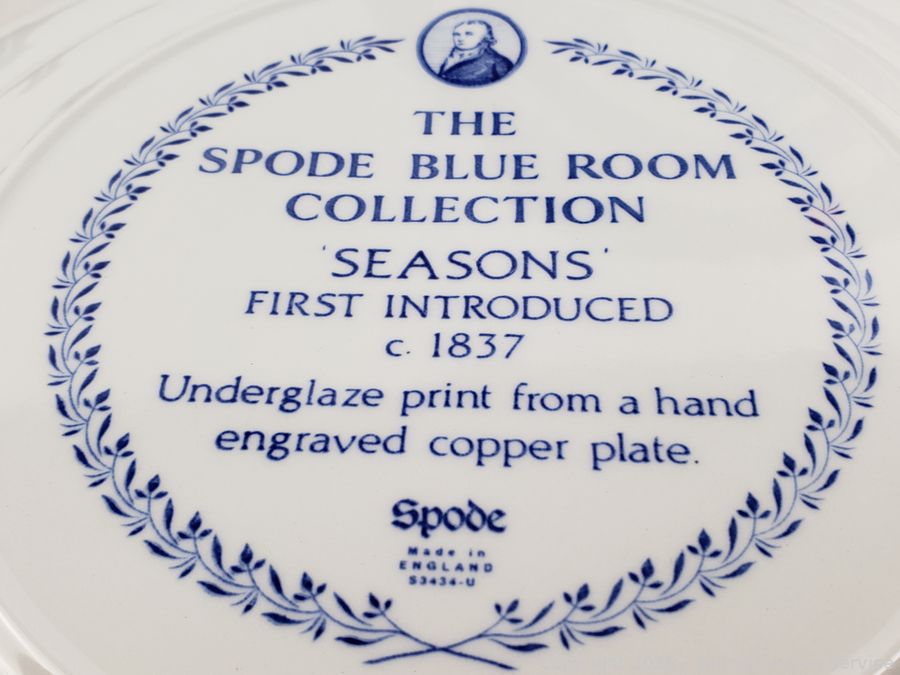 THE
SPODE BLUE ROOM
COLLECTION
'SEASONS'
FIRST INTRODUCED
c. 1837
Underglaze print from a hand
engraved copper plate.
Spode
Made in
ENGLAND
S3434-U